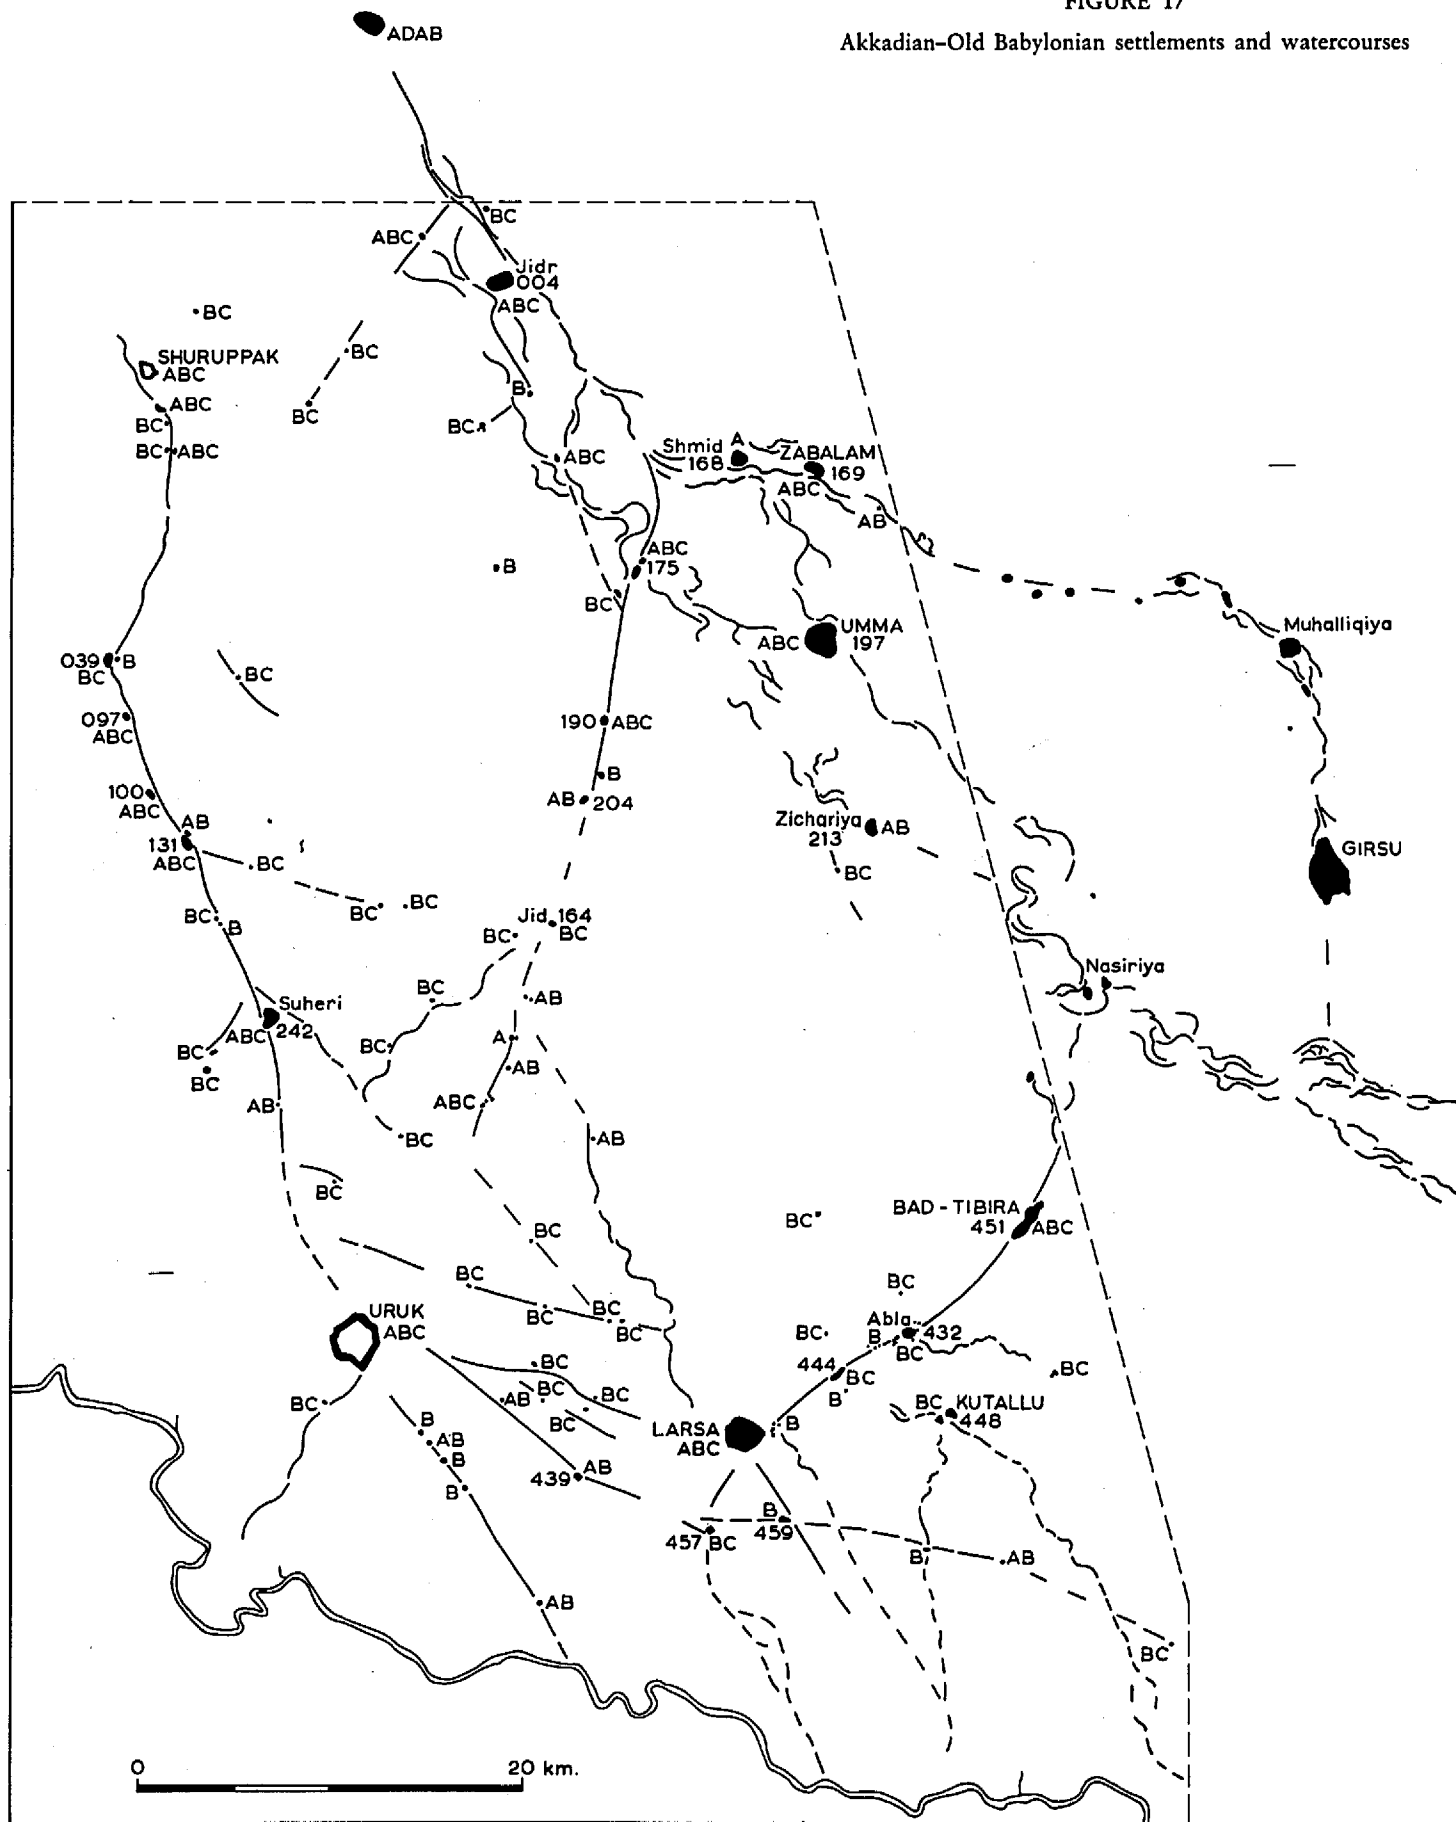 FIGURE 17
Akkadian–Old Babylonian settlements and watercourses
ADAB
BC
ABC
Jidr
004
ABC
BC
BC
SHURUPPAK
ABC
ABC
BC
BC
BC
ABC
B
BC
ABC
Shmid
168
A
ZABALAM
169
ABC
AB
B
ABC
175
BC
ABC
UMMA
197
Muhalliqiya
039
B
BC
BC
097
ABC
190
ABC
B
AB
204
100
ABC
AB
131
ABC
BC
Zichariya
213
AB
BC
GIRSU
BC
BC
BC
B
Jid 164
BC
BC
Nasiriya
BC
AB
Suheri
242
ABC
BC
BC
BC
A
AB
AB
ABC
BC
AB
BC
BC
BAD-TIBIRA
451
ABC
BC
BC
BC
BC
BC
BC
URUK
ABC
BC
Abla
432
B
BC
BC
444
BC
B
BC
BC
AB
BC
BC
BC
BC
BC
KUTALLU
448
LARSA
ABC
B
B
AB
B
B
439
AB
B
459
457
BC
B
AB
AB
BC
0
20 km.